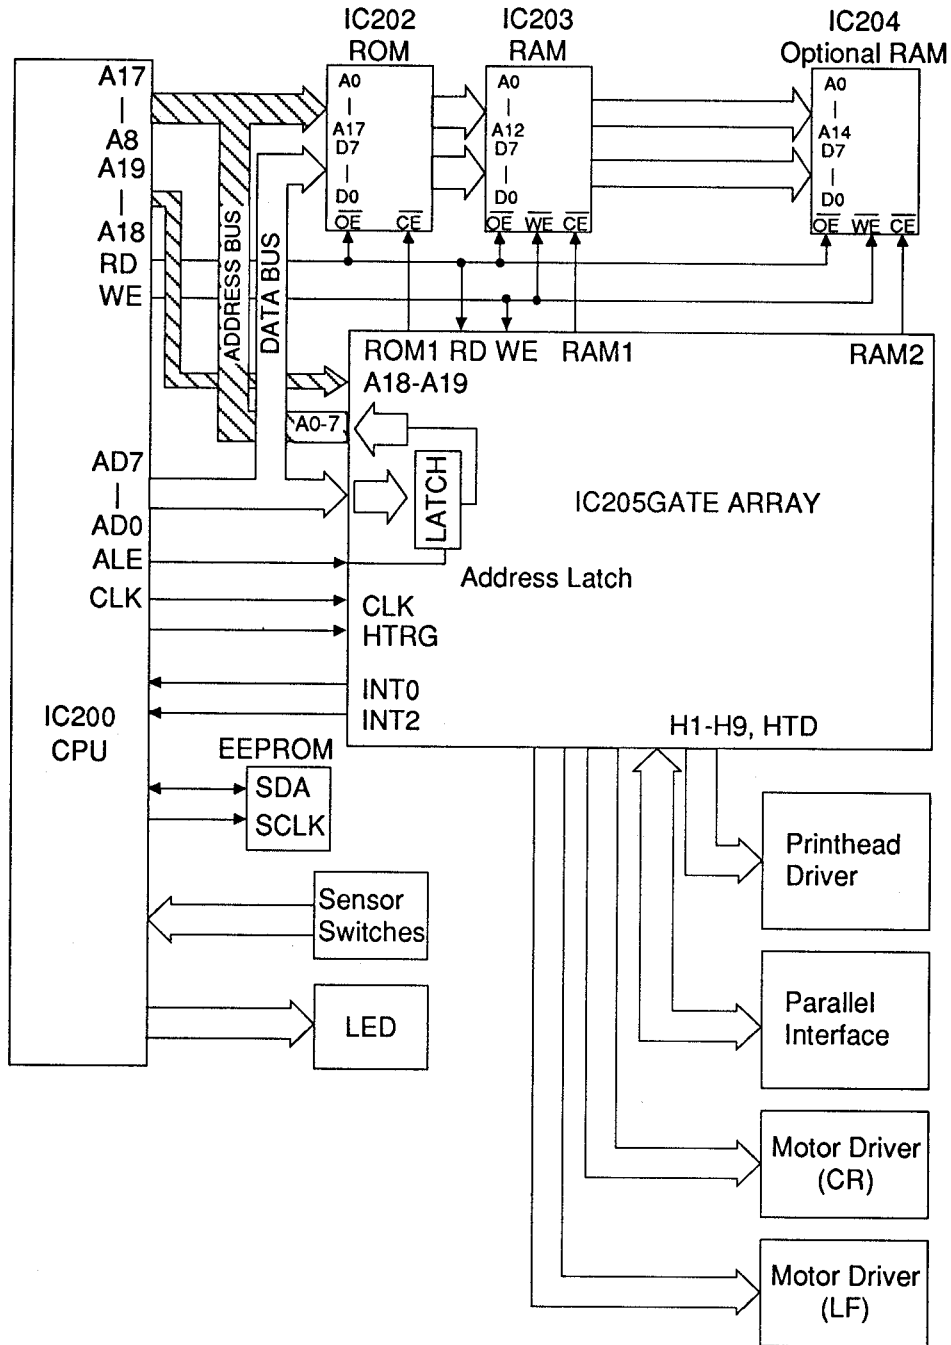 IC202
ROM
IC203
RAM
IC204
Optional RAM
A17
|
A8
A19
|
A18
RD
WE
A0
|
A17
D7
|
D0
OE CE
A0
|
A12
D7
|
D0
OE WE CE
A0
|
A14
D7
|
D0
OE WE CE
ADDRESS BUS
DATA BUS
ROM1 RD WE RAM1 RAM2
A18-A19
A0-7
AD7
|
AD0
ALE
CLK
LATCH
IC205GATE ARRAY
Address Latch
CLK
HTRG
INT0
INT2
H1-H9, HTD
IC200
CPU
EEPROM
SDA
SCLK
Sensor
Switches
LED
Printhead
Driver
Parallel
Interface
Motor Driver
(CR)
Motor Driver
(LF)